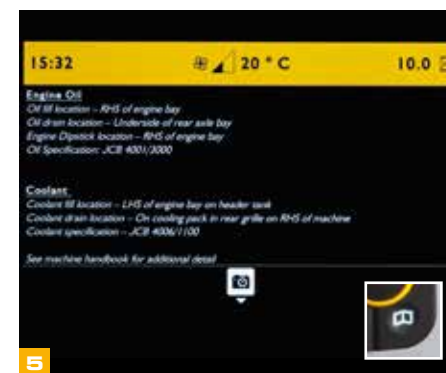 15:32 20 ° C 10.0
Engine Oil
Oil fill location – RHS of engine bay
Oil drain location – Underside of rear axle bay
Engine Dipstick location – RHS of engine bay
Oil Specification: JCB 4001/3000
Coolant
Coolant fill location – LHS of engine bay on header tank
Coolant drain location – On cooling pack in rear grille on RHS of machine
Coolant specification – JCB 4006/1100
See machine handbook for additional detail
5